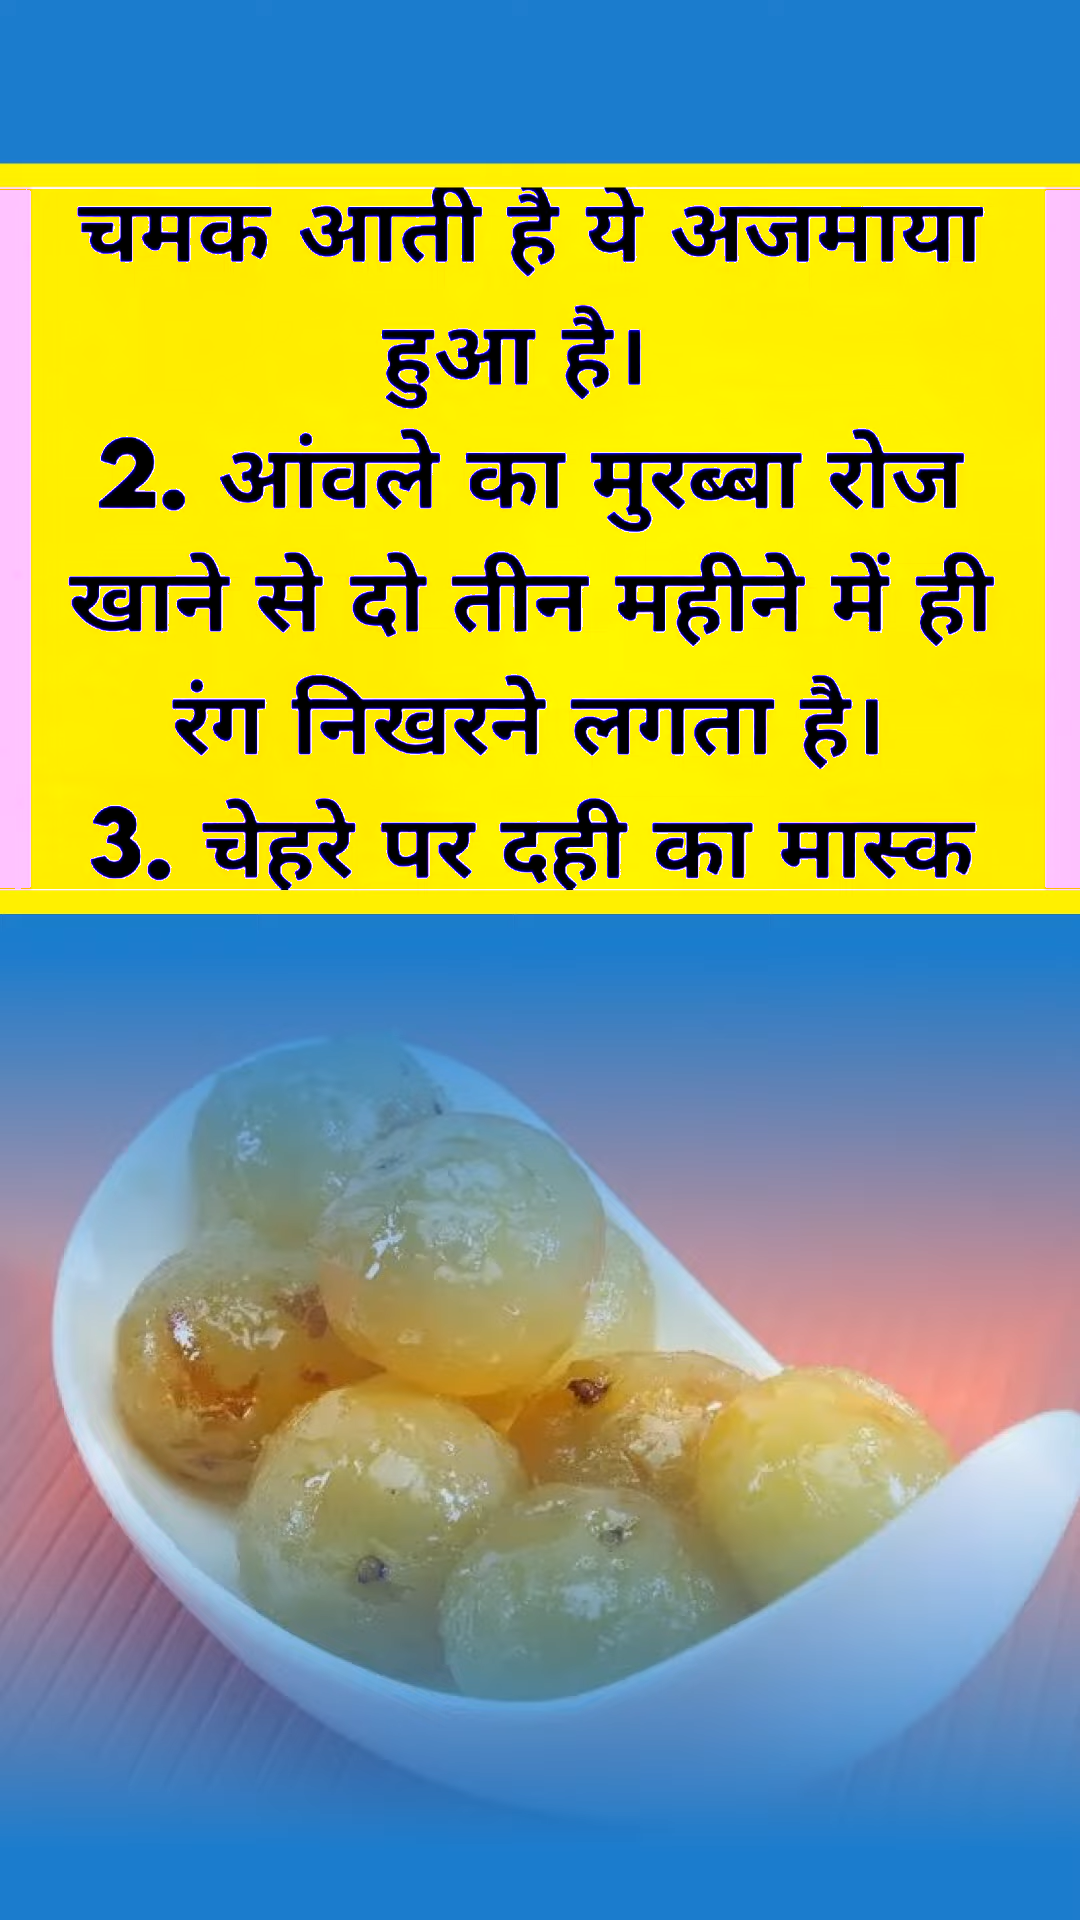 चमक आती है ये अजमाया
हुआ है।
2. आंवले का मुरब्बा रोज
खाने से दो तीन महीने में ही
रंग निखरने लगता है।
3. चेहरे पर दही का मास्क